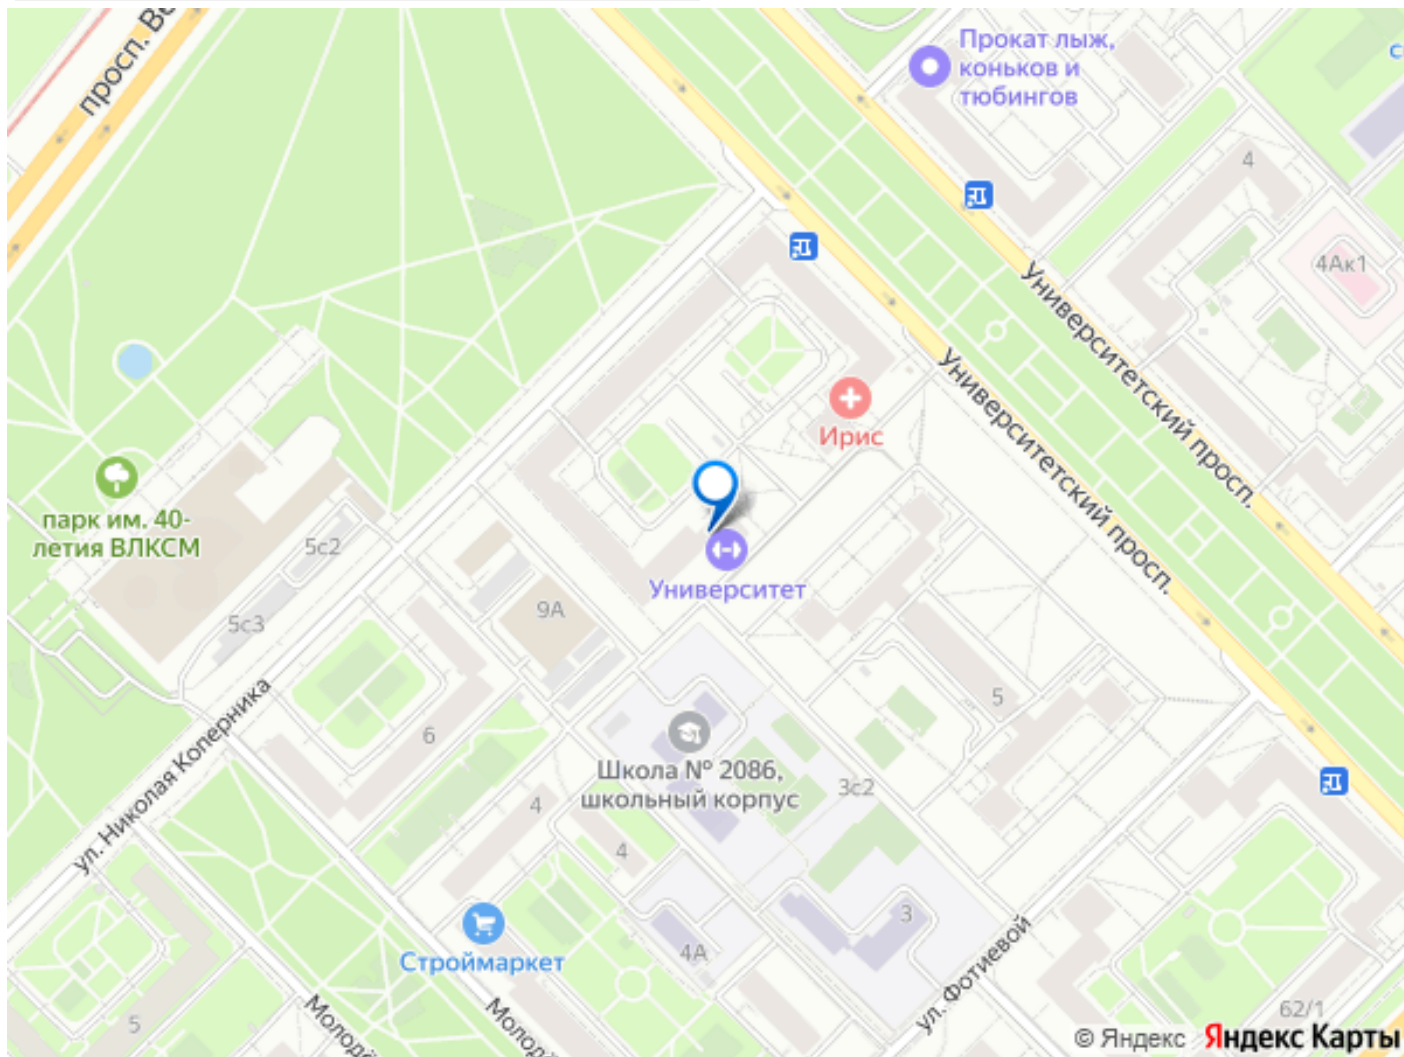 просп. Ве
Прокат лыж,
коньков и
тюбингов
4
4Ак1
Университетский просп.
Университетский просп.
Ирис
парк им. 40-
летия ВЛКСМ
5с2
5с3
9А
Университет
5
6
ул. Николая Коперника
Школа № 2086,
школьный корпус
3с2
4
4
3
4А
Строймаркет
ул. Фотиевой
5
Молодё
Молодё
62/1
© Яндекс Яндекс Карты